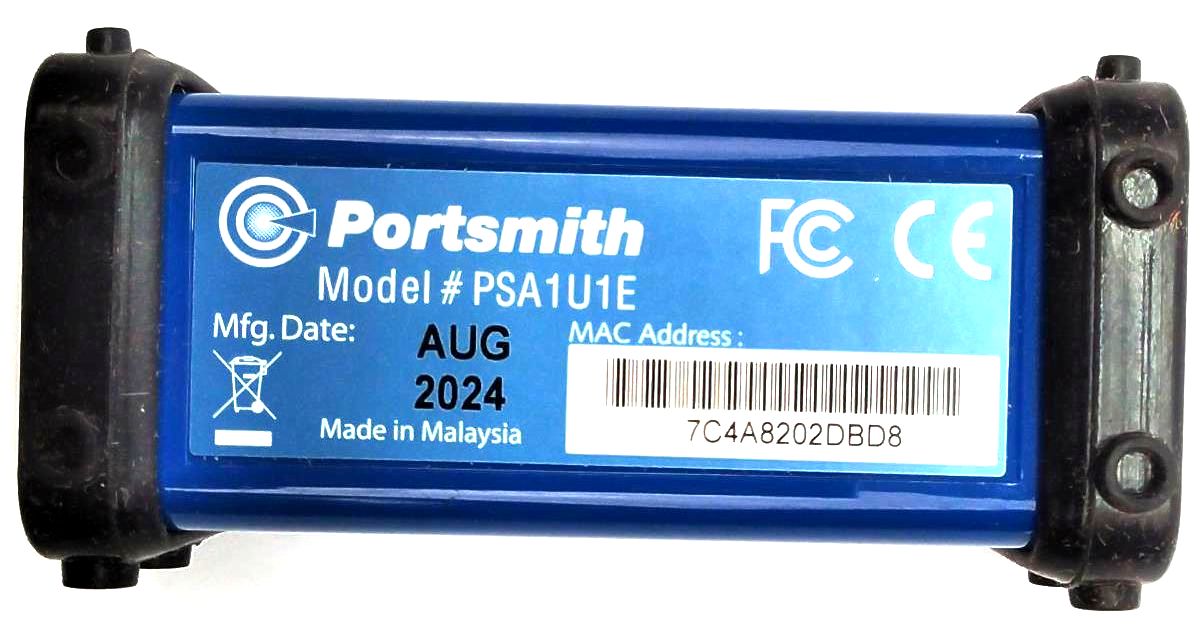 Portsmith
FC CE
Model # PSA1U1E
Mfg. Date: AUG 2024
MAC Address :
7C4A8202DBD8
Made in Malaysia